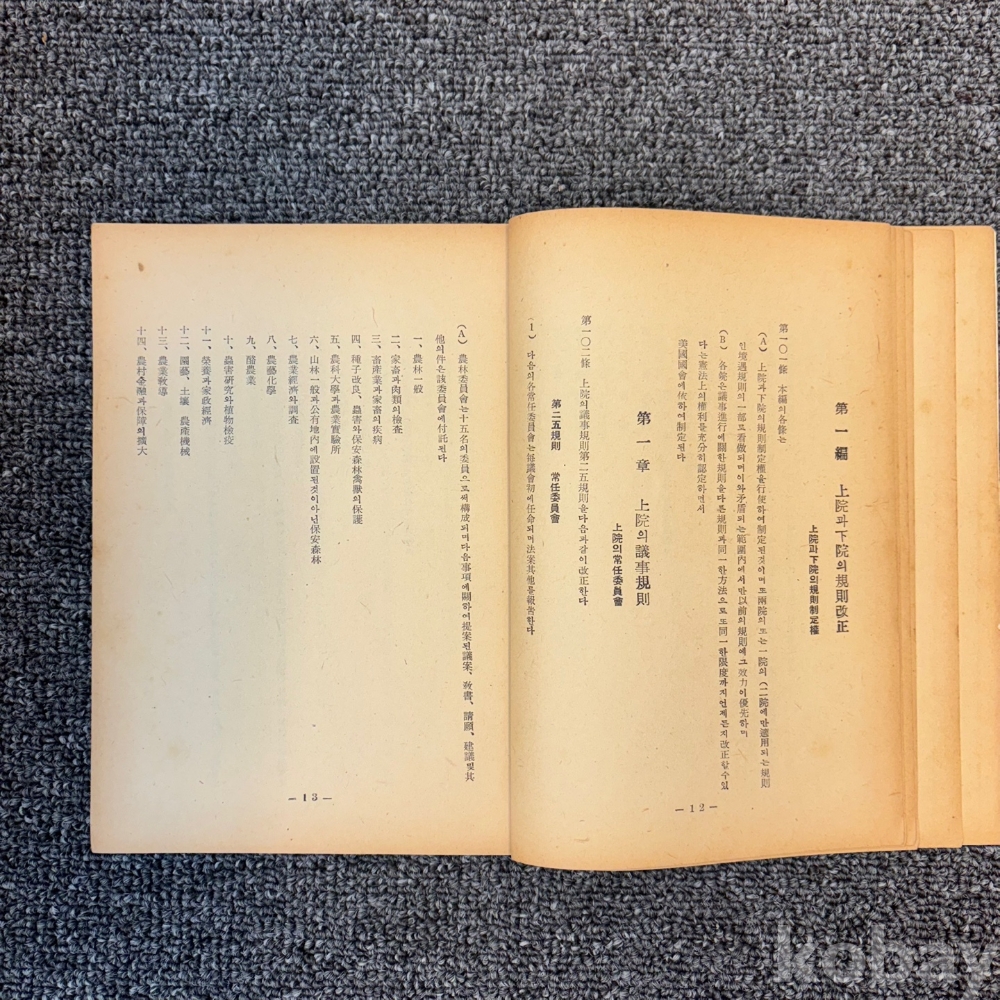 第一編 上院과下院의規則改正
上院과下院의規則制定權
第一〇一條 本編의各條는
(A) 上院과下院의規則制定權을行使하여制定된것이며또兩院의또는一院의(二院에만適用되는規則
인境遇規則의一部로看做되며이와矛盾되는範圍內에서만以前의規則에그效力이優先하며
(B) 各院은議事進行에關한規則을다른規則과同一한方法으로또同一한限度까지언제든지改正할수있
다는憲法上의權利를充分히認定하면서
美國國會에依하여制定된다
第一章 上院의議事規則
上院의常任委員會
第一〇二條 上院의議事規則第二五規則을다음과같이改正한다
第二五規則 常任委員會
(1) 다음의各常任委員會는每議會初에任命되며法案其他를報告한다
—12—
(A) 農林委員會는十五名의委員으로써構成되며다음事項에關하여提案된議案、敎書、請願、建議및其
他의件은該委員會에付託된다
一、農林一般
二、家畜과肉類의檢査
三、畜產業과家畜의疾病
四、種子改良、蟲害와保安森林禽獸의保護
五、農科大學과農業實驗所
六、山林一般과公有地內에設置된것이아닌保安森林
七、農業經濟와調査
八、農藝化學
九、酪農業
十、蟲害硏究와植物檢疫
十一、榮養과家政經濟
十二、園藝、土壤 農產機械
十三、農業敎導
十四、農村金融과保障의擴大
—13—
kobay